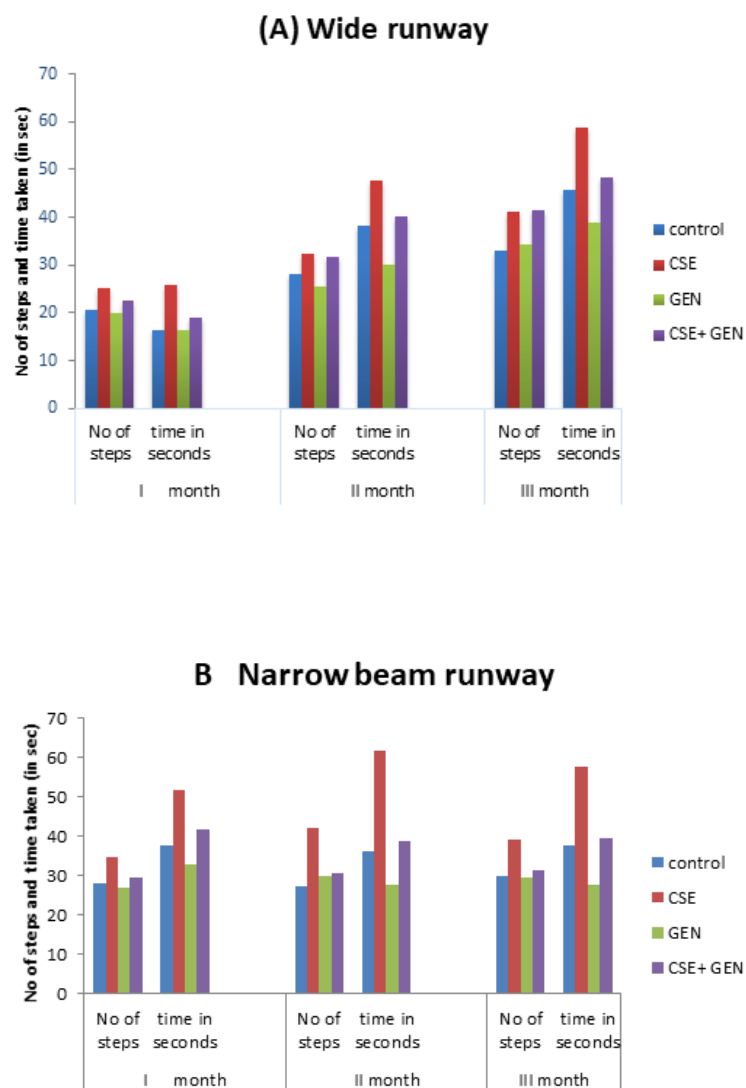 (A) Wide runway
No of steps and time taken (in sec)
70
60
50
40
30
20
10
0
No of steps
time in seconds
No of steps
time in seconds
No of steps
time in seconds
I month
II month
III month
control
CSE
GEN
CSE+ GEN
B Narrow beam runway
No of steps and time taken (in sec)
70
60
50
40
30
20
10
0
No of steps
time in seconds
No of steps
time in seconds
No of steps
time in seconds
I month
II month
III month
control
CSE
GEN
CSE+ GEN